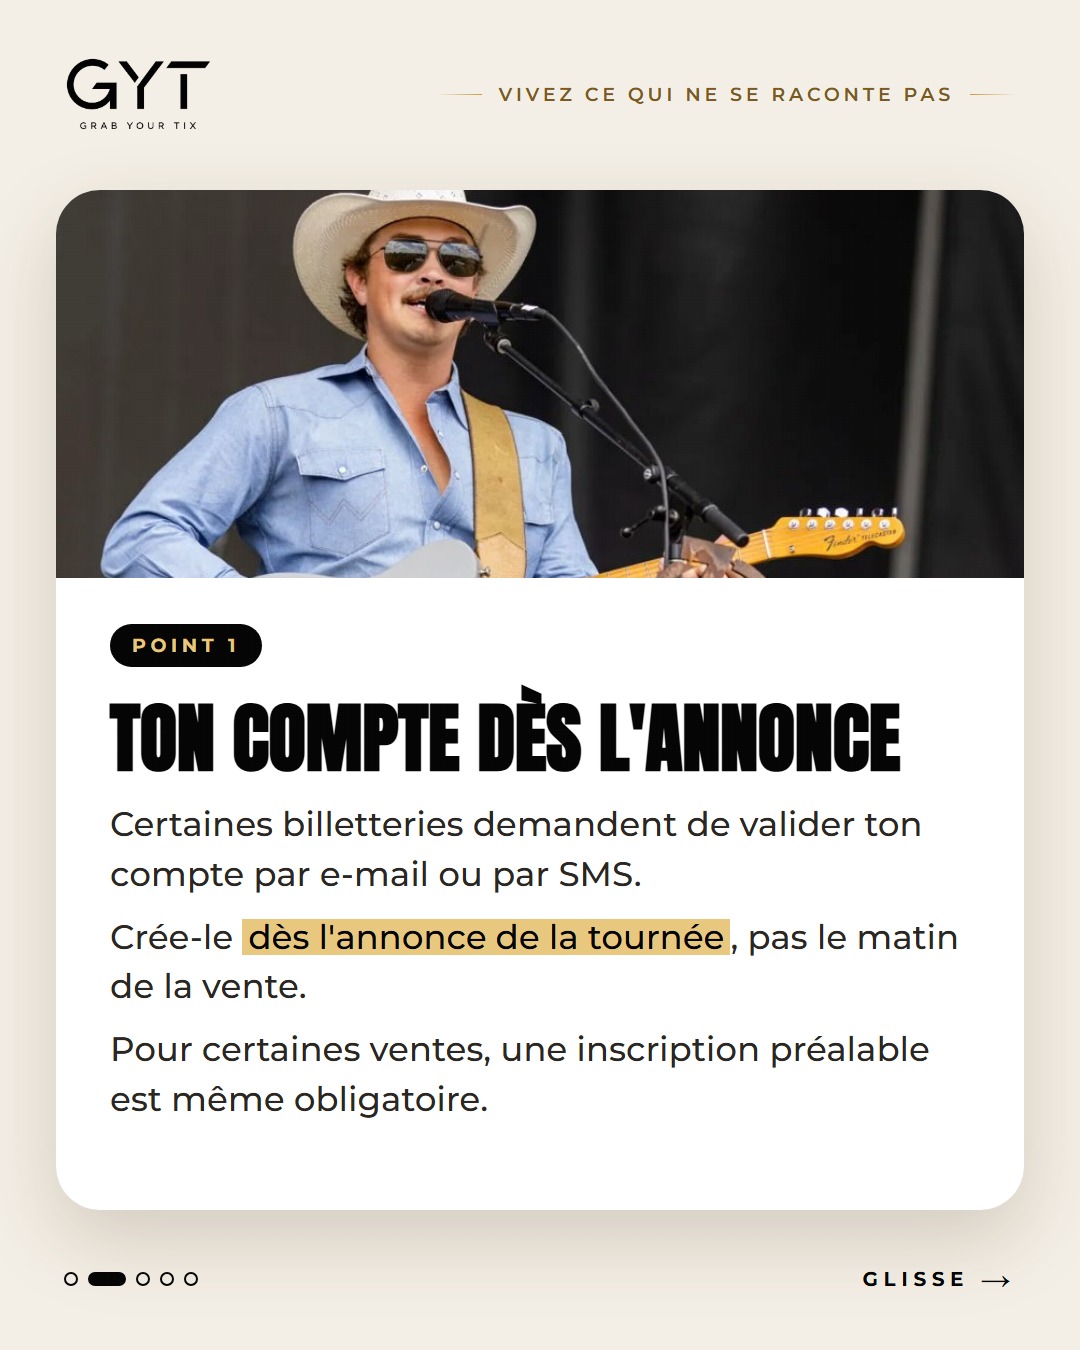 GYT
GRAB YOUR TIX
VIVEZ CE QUI NE SE RACONTE PAS
Fender TELECASTER
POINT 1
TON COMPTE DÈS L'ANNONCE
Certaines billetteries demandent de valider ton
compte par e-mail ou par SMS.
Crée-le dès l'annonce de la tournée, pas le matin
de la vente.
Pour certaines ventes, une inscription préalable
est même obligatoire.
GLISSE →